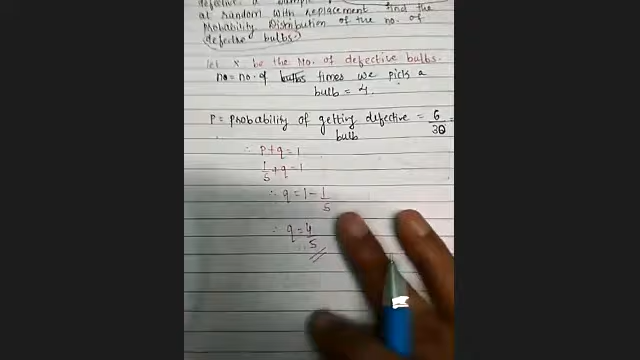 defective. a sample
at random with replacement find the
Probability Distribution of the no. of
defective bulbs.
let x be the no. of defective bulbs.
n = no. of bulbs times we pick a
bulb = 4.
p = probability of getting defective = 6/30 =
bulb
∴ p+q=1
1/5+q=1
∴ q=1-1/5
∴ q=4/5